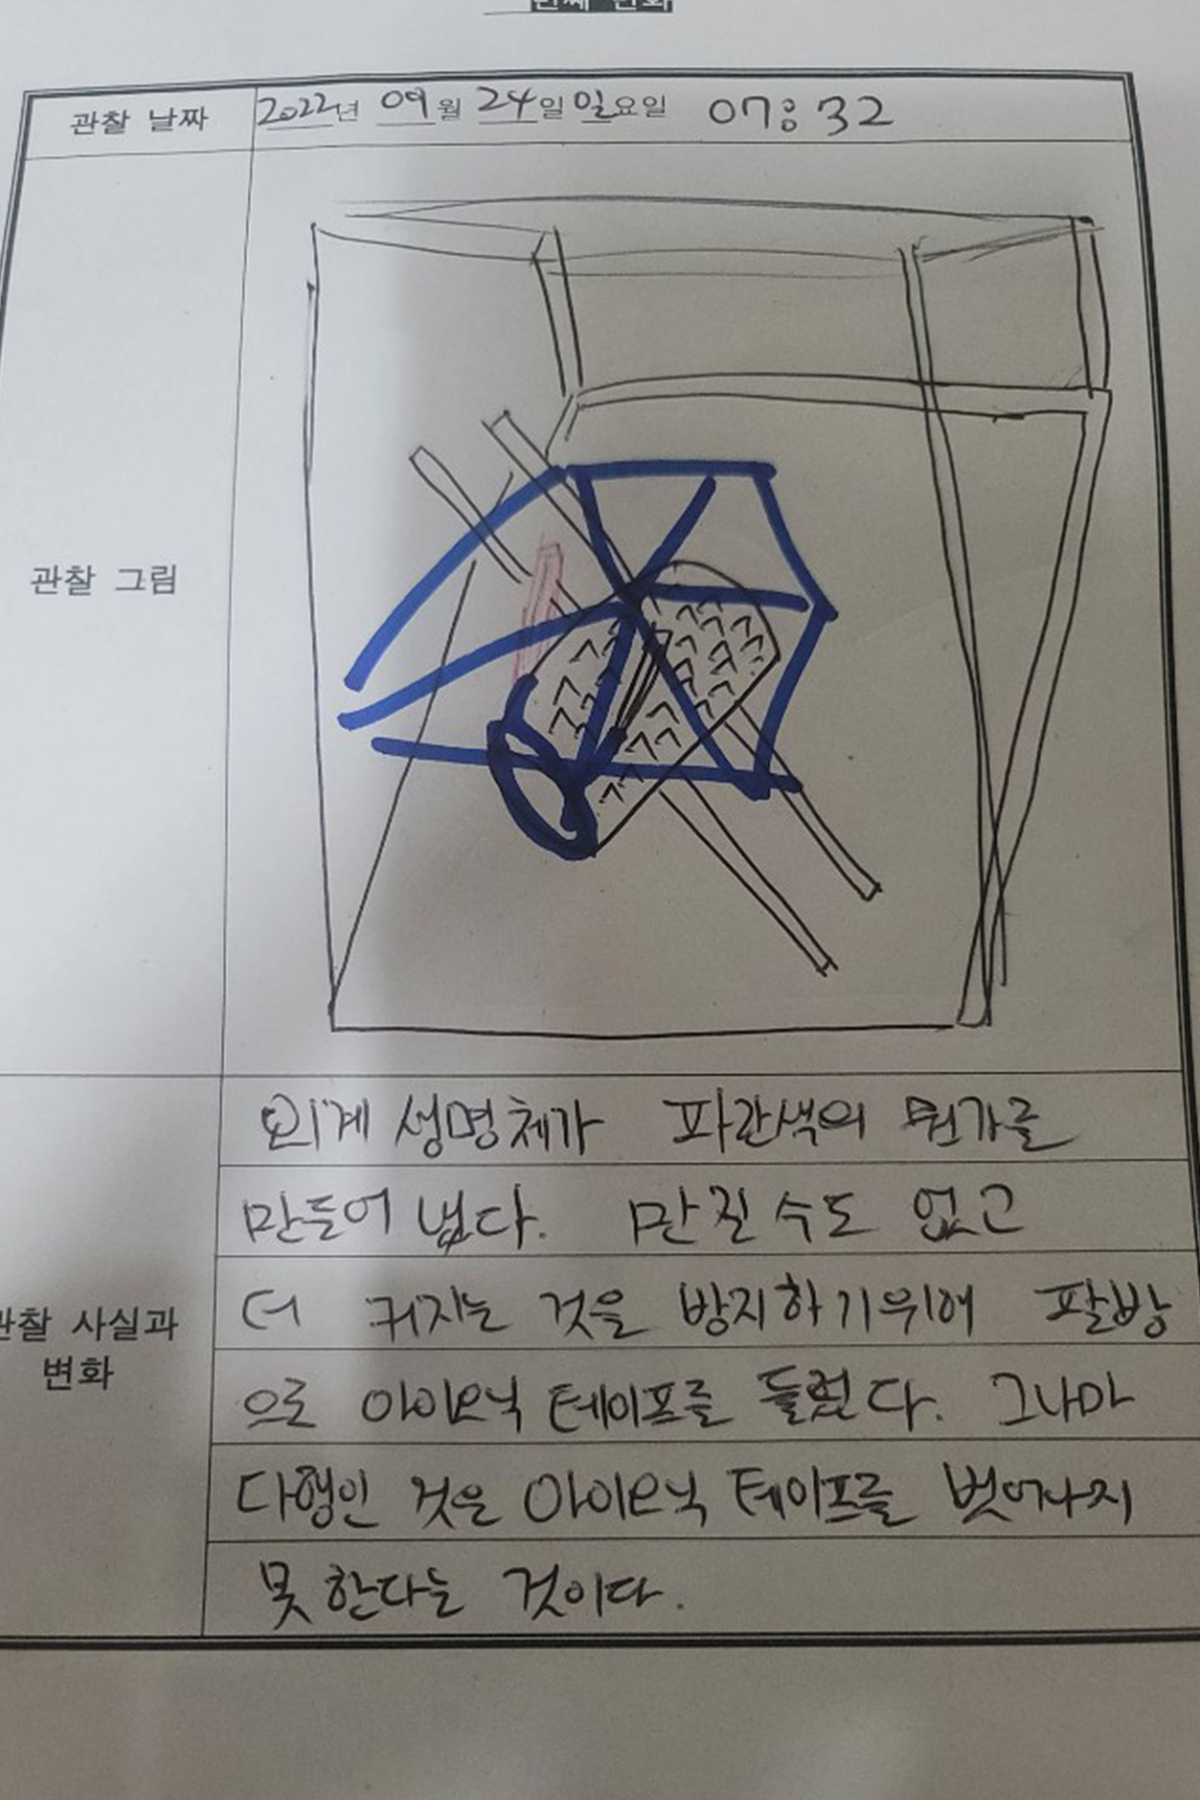 번째 변화
관찰 날짜 2022년 09월 24일 일요일 07:32
관찰 그림
외계 생명체가 파란색의 뭔가를
만들어 냈다. 만질 수도 없고
더 커지는 것을 방지하기위해 팔방
으로 아이오닉 테이프를 둘렀다. 그나마
관찰 사실과
변화
다행인 것은 아이오닉 테이프를 벗어나지
못 한다는 것이다.